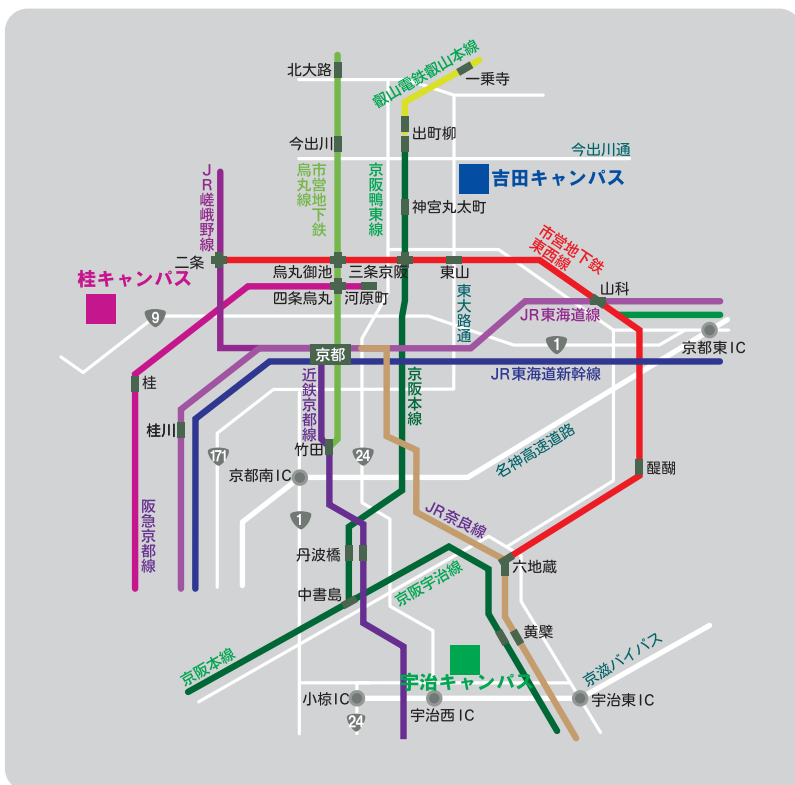 北大路
叡山電鉄叡山本線
一乗寺
今出川
出町柳
今出川通
JR嵯峨野線
市営地下鉄
烏丸線
京阪鴨東線
吉田キャンパス
神宮丸太町
市営地下鉄
東西線
二条
烏丸御池
三条京阪
東山
桂キャンパス
四条烏丸
河原町
東大路通
山科
9
JR東海道線
1
京都東IC
京都
近鉄京都線
京阪本線
JR東海道新幹線
桂
桂川
竹田
171
24
名神高速道路
京都南IC
醍醐
阪急京都線
1
JR奈良線
丹波橋
六地蔵
中書島
京阪宇治線
黄檗
京阪本線
宇治キャンパス
京滋バイパス
小椋IC
宇治西IC
宇治東IC
24